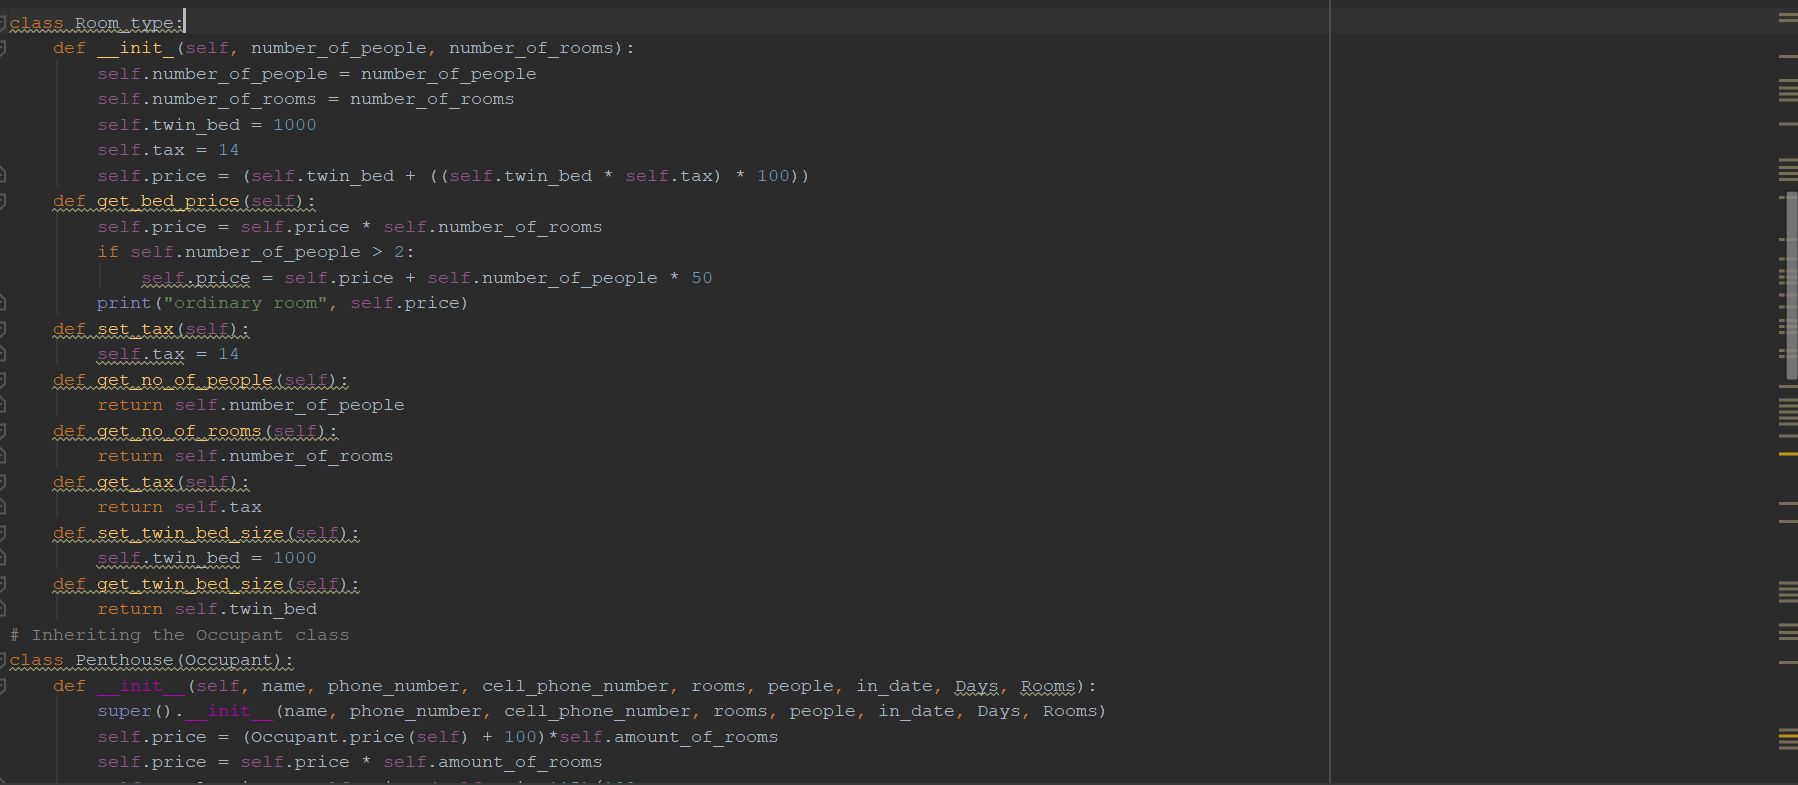 class Room_type:
    def __init_(self, number_of_people, number_of_rooms):
        self.number_of_people = number_of_people
        self.number_of_rooms = number_of_rooms
        self.twin_bed = 1000
        self.tax = 14
        self.price = (self.twin_bed + ((self.twin_bed * self.tax) * 100))
    def get_bed_price(self):
        self.price = self.price * self.number_of_rooms
        if self.number_of_people > 2:
            self.price = self.price + self.number_of_people * 50
        print("ordinary room", self.price)
    def set_tax(self):
        self.tax = 14
    def get_no_of_people(self):
        return self.number_of_people
    def get_no_of_rooms(self):
        return self.number_of_rooms
    def get_tax(self):
        return self.tax
    def set_twin_bed_size(self):
        self.twin_bed = 1000
    def get_twin_bed_size(self):
        return self.twin_bed
# Inheriting the Occupant class
class Penthouse(Occupant):
    def __init__(self, name, phone_number, cell_phone_number, rooms, people, in_date, Days, Rooms):
        super().__init__(name, phone_number, cell_phone_number, rooms, people, in_date, Days, Rooms)
        self.price = (Occupant.price(self) + 100)*self.amount_of_rooms
        self.price = self.price * self.amount_of_rooms